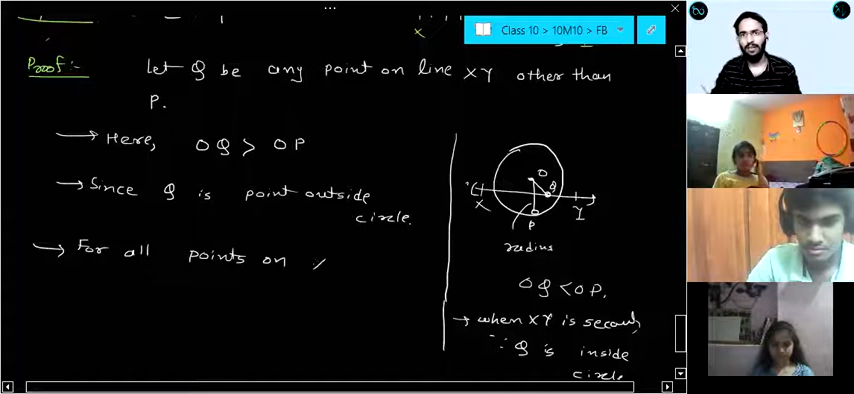 Class 10 > 10M10 > FB
X
Proof:-
Let Q be any point on line XY other than
P.
→ Here, OQ > OP
→ Since Q is point outside
circle.
→ For all points on
O
Q
X
Y
P
radius
OQ < OP,
→ when XY is secant,
∵ Q is inside
circle